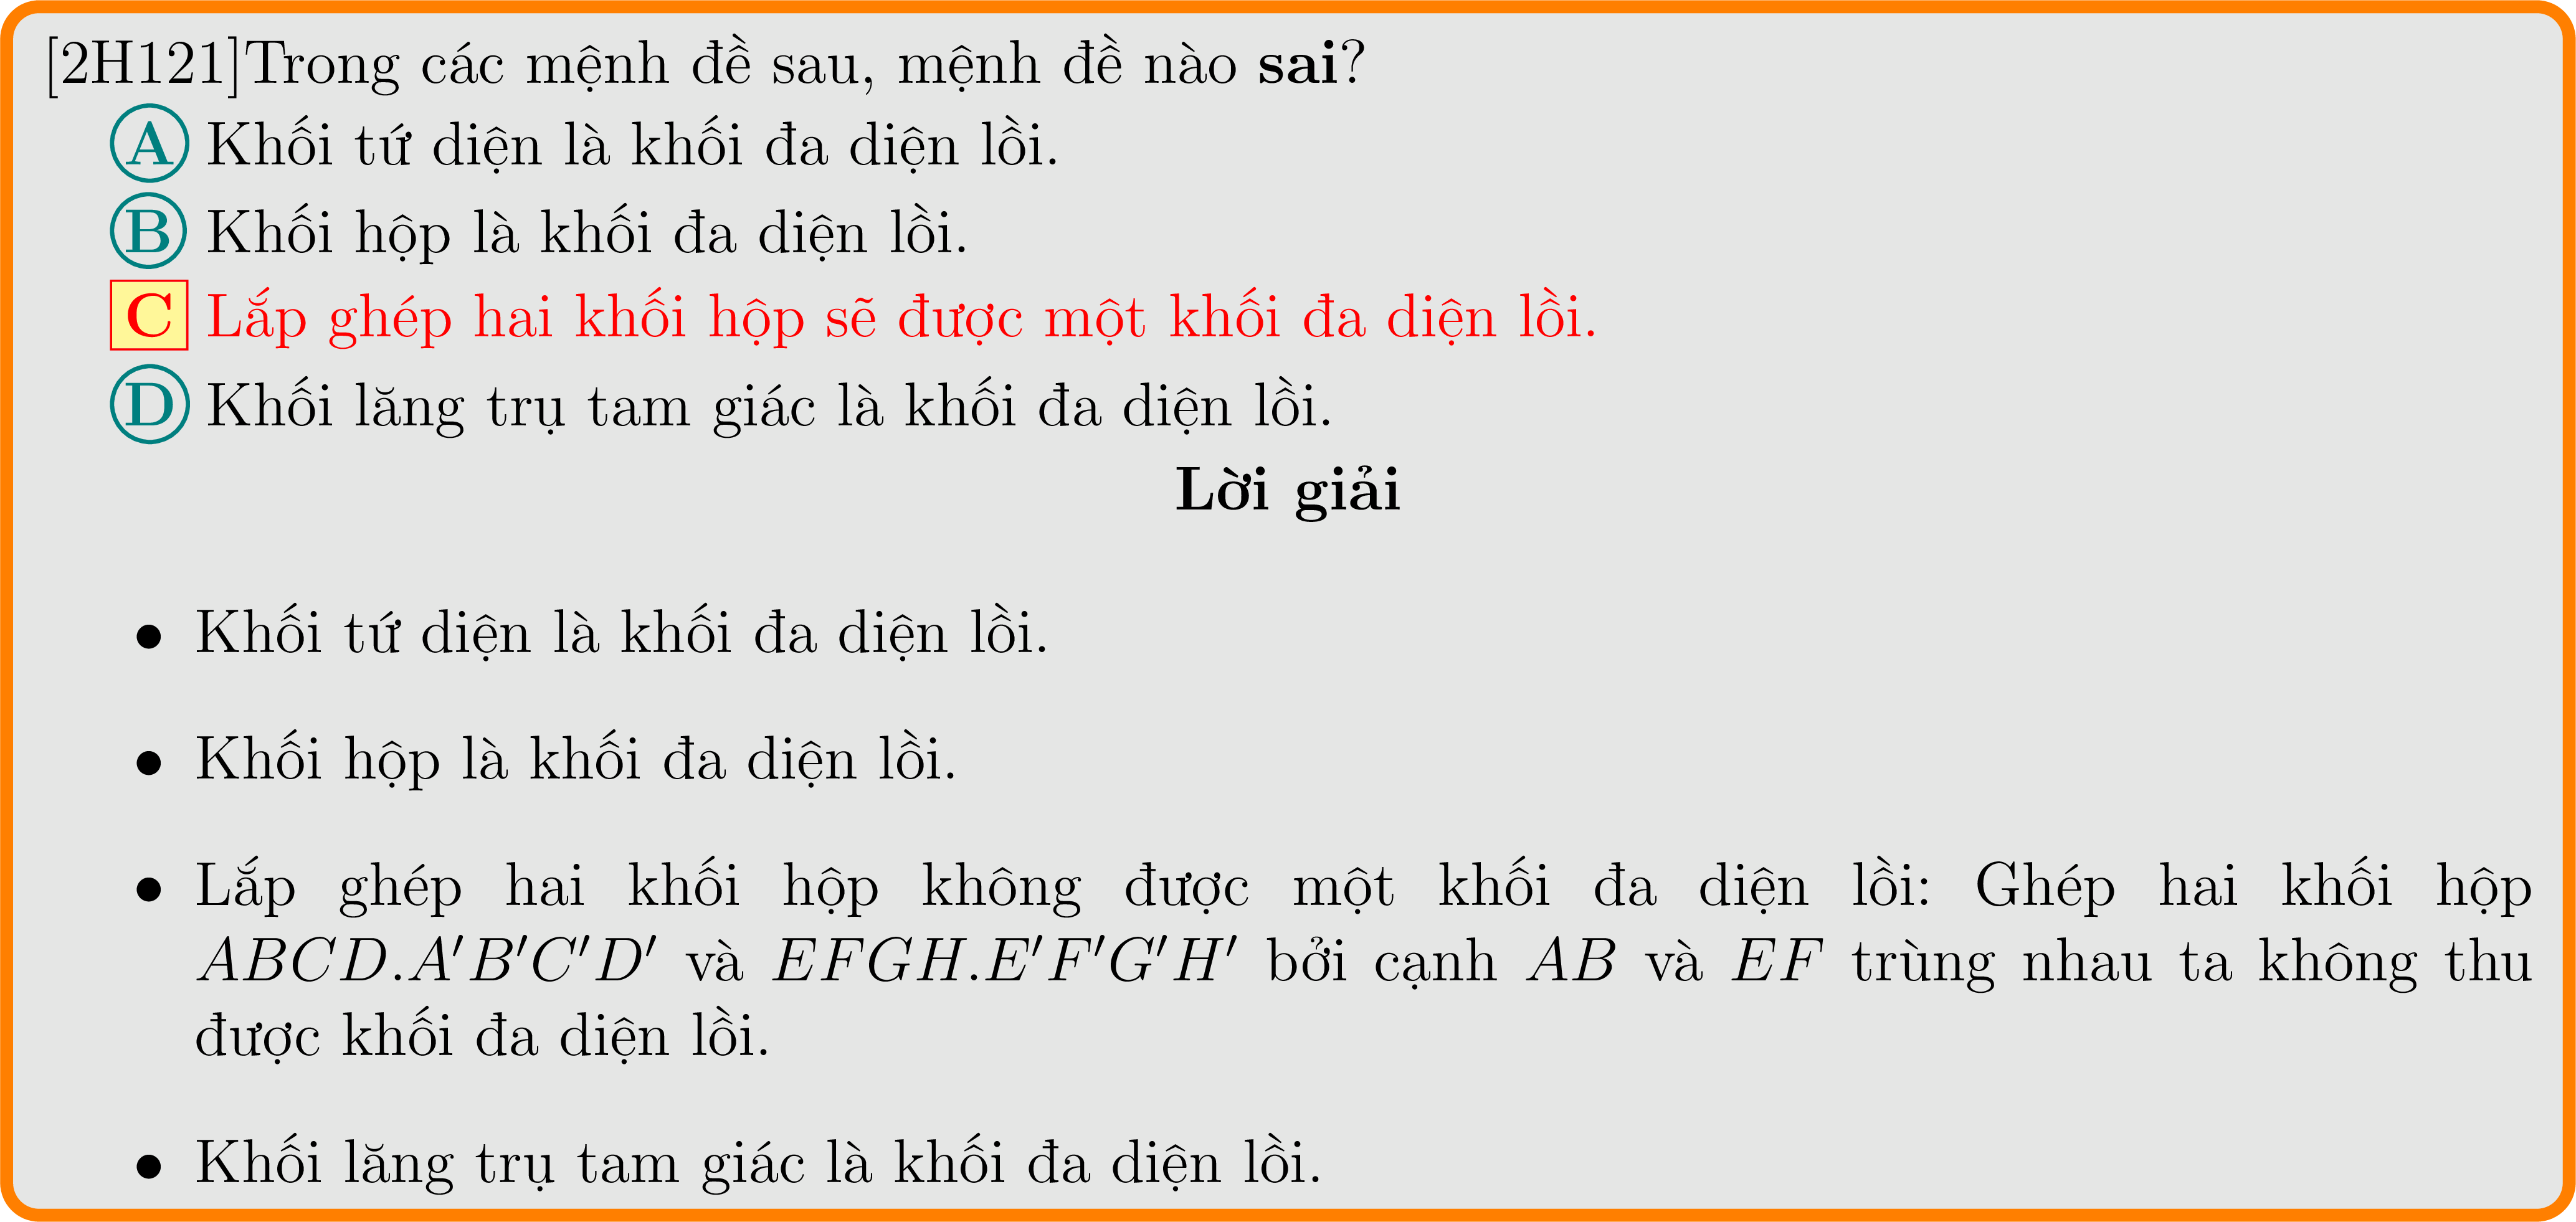 [2H121]Trong các mệnh đề sau, mệnh đề nào sai?
A Khối tứ diện là khối đa diện lồi.
B Khối hộp là khối đa diện lồi.
C Lắp ghép hai khối hộp sẽ được một khối đa diện lồi.
D Khối lăng trụ tam giác là khối đa diện lồi.
Lời giải
• Khối tứ diện là khối đa diện lồi.
• Khối hộp là khối đa diện lồi.
• Lắp ghép hai khối hộp không được một khối đa diện lồi: Ghép hai khối hộp
ABCD.A′B′C′D′ và EFGH.E′F′G′H′ bởi cạnh AB và EF trùng nhau ta không thu
được khối đa diện lồi.
• Khối lăng trụ tam giác là khối đa diện lồi.